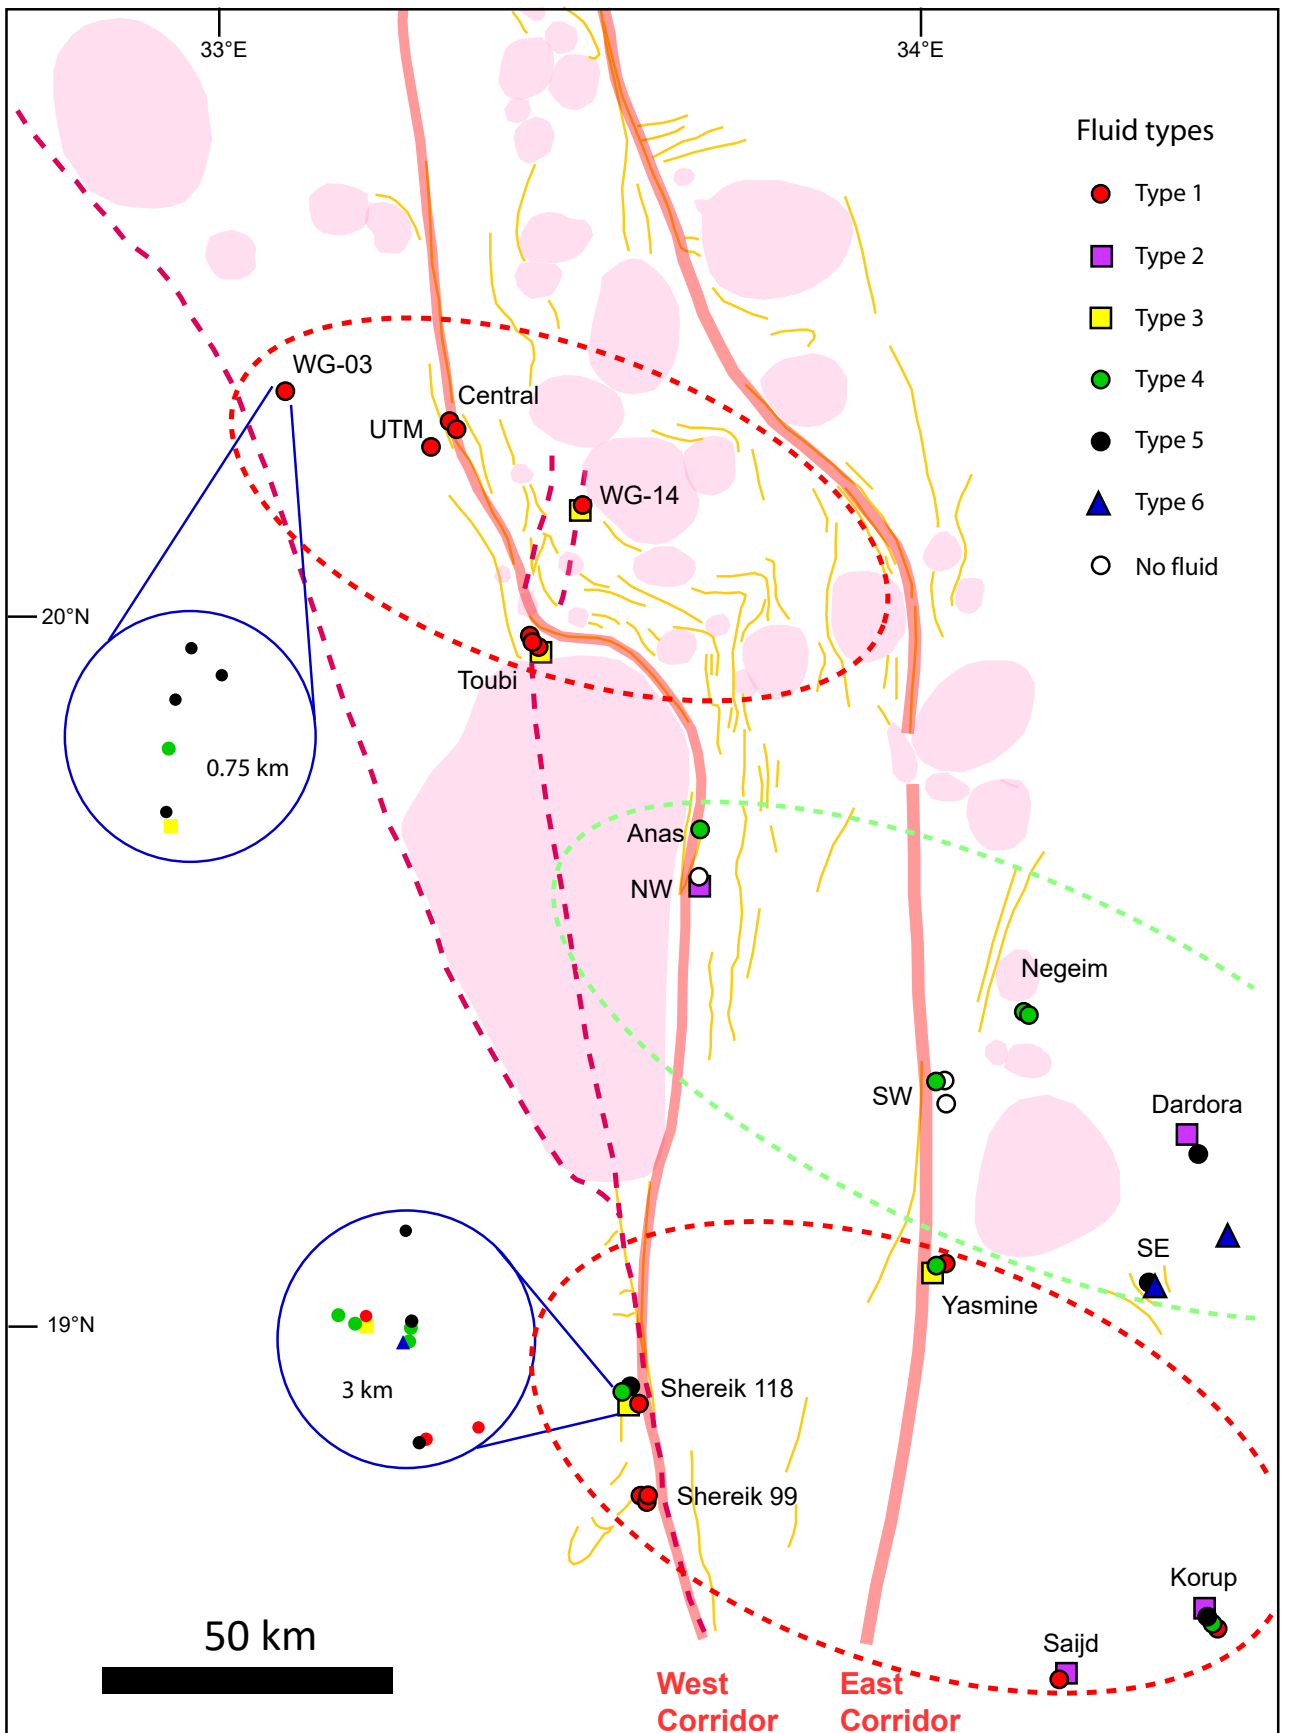 33°E
34°E
Fluid types
Type 1
Type 2
Type 3
Type 4
Type 5
Type 6
No fluid
WG-03
Central
UTM
WG-14
20°N
Toubi
0.75 km
Anas
NW
Negeim
SW
Dardora
SE
Yasmine
19°N
3 km
Shereik 118
Shereik 99
Korup
50 km
Saijd
West
Corridor
East
Corridor